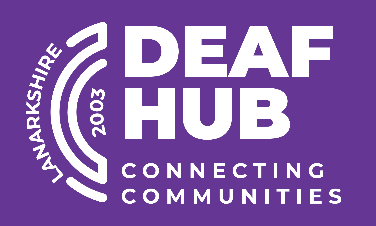 LANARKSHIRE
2003
DEAF
HUB
CONNECTING
COMMUNITIES